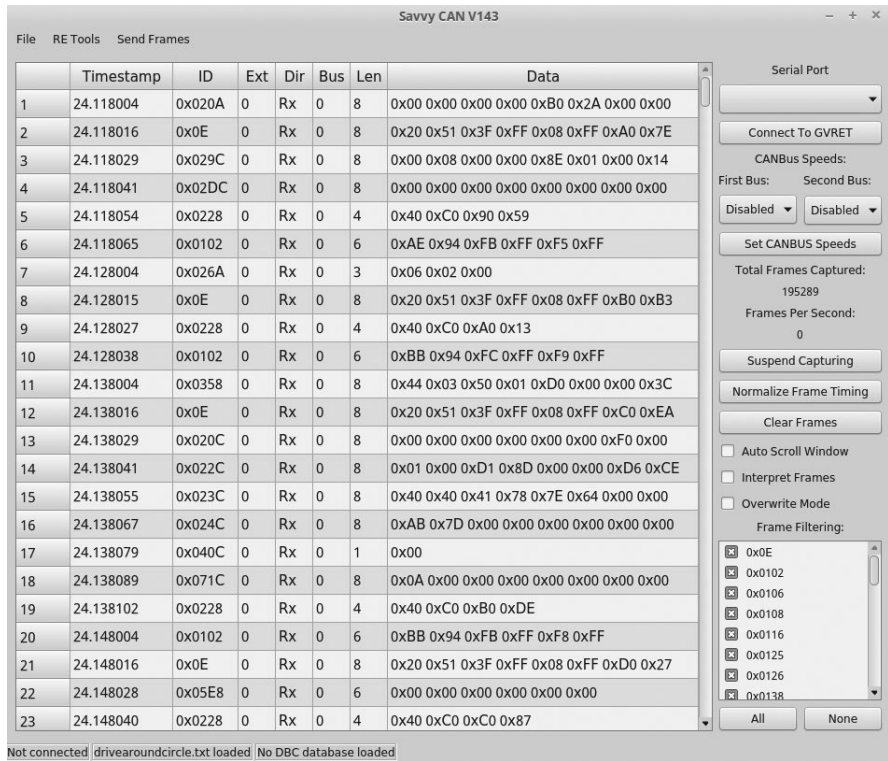 Savvy CAN V143
File RE Tools Send Frames
Timestamp ID Ext Dir Bus Len Data
1 24.118004 0x020A 0 Rx 0 8 0x00 0x00 0x00 0x00 0xB0 0x2A 0x00 0x00
2 24.118016 0x0E 0 Rx 0 8 0x20 0x51 0x3F 0xFF 0x08 0xFF 0xA0 0x7E
3 24.118029 0x029C 0 Rx 0 8 0x00 0x08 0x00 0x00 0x8E 0x01 0x00 0x14
4 24.118041 0x02DC 0 Rx 0 8 0x00 0x00 0x00 0x00 0x00 0x00 0x00 0x00
5 24.118054 0x0228 0 Rx 0 4 0x40 0xC0 0x90 0x59
6 24.118065 0x0102 0 Rx 0 6 0xAE 0x94 0xFB 0xFF 0xF5 0xFF
7 24.128004 0x026A 0 Rx 0 3 0x06 0x02 0x00
8 24.128015 0x0E 0 Rx 0 8 0x20 0x51 0x3F 0xFF 0x08 0xFF 0xB0 0xB3
9 24.128027 0x0228 0 Rx 0 4 0x40 0xC0 0xA0 0x13
10 24.128038 0x0102 0 Rx 0 6 0xBB 0x94 0xFC 0xFF 0xF9 0xFF
11 24.138004 0x0358 0 Rx 0 8 0x44 0x03 0x50 0x01 0xD0 0x00 0x00 0x3C
12 24.138016 0x0E 0 Rx 0 8 0x20 0x51 0x3F 0xFF 0x08 0xFF 0xC0 0xEA
13 24.138029 0x020C 0 Rx 0 8 0x00 0x00 0x00 0x00 0x00 0x00 0xF0 0x00
14 24.138041 0x022C 0 Rx 0 8 0x01 0x00 0xD1 0x8D 0x00 0x00 0xD6 0xCE
15 24.138055 0x023C 0 Rx 0 8 0x40 0x40 0x41 0x78 0x7E 0x64 0x00 0x00
16 24.138067 0x024C 0 Rx 0 8 0xAB 0x7D 0x00 0x00 0x00 0x00 0x00 0x00
17 24.138079 0x040C 0 Rx 0 1 0x00
18 24.138089 0x071C 0 Rx 0 8 0x0A 0x00 0x00 0x00 0x00 0x00 0x00 0x00
19 24.138102 0x0228 0 Rx 0 4 0x40 0xC0 0xB0 0xDE
20 24.148004 0x0102 0 Rx 0 6 0xBB 0x94 0xFB 0xFF 0xF8 0xFF
21 24.148016 0x0E 0 Rx 0 8 0x20 0x51 0x3F 0xFF 0x08 0xFF 0xD0 0x27
22 24.148028 0x05E8 0 Rx 0 6 0x00 0x00 0x00 0x00 0x00 0x00
23 24.148040 0x0228 0 Rx 0 4 0x40 0xC0 0xC0 0x87
Serial Port
Connect To GVRET
CANBus Speeds:
First Bus: Second Bus:
Disabled Disabled
Set CANBUS Speeds
Total Frames Captured:
195289
Frames Per Second:
0
Suspend Capturing
Normalize Frame Timing
Clear Frames
Auto Scroll Window
Interpret Frames
Overwrite Mode
Frame Filtering:
0x0E
0x0102
0x0106
0x0108
0x0116
0x0125
0x0126
0x0138
All None
Not connected drivearoundcircle.txt loaded No DBC database loaded